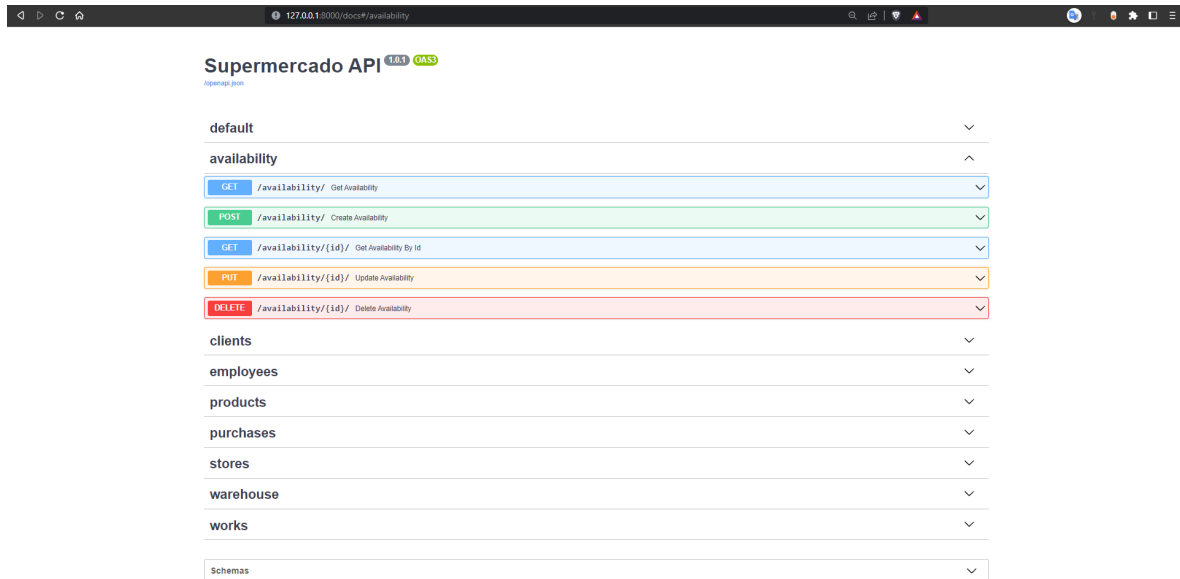 127.0.0.1:8000/docs#/availability
Supermercado API 1.0.1 OAS3
/openapi.json
default
availability
GET /availability/ Get Availability
POST /availability/ Create Availability
GET /availability/{id}/ Get Availability By Id
PUT /availability/{id}/ Update Availability
DELETE /availability/{id}/ Delete Availability
clients
employees
products
purchases
stores
warehouse
works
Schemas